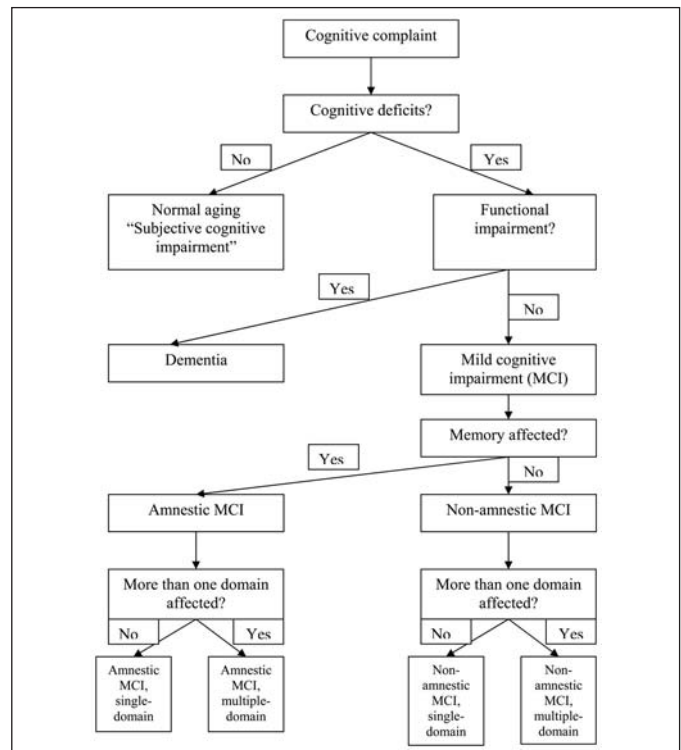 Cognitive complaint
Cognitive deficits?
No
Yes
Normal aging
“Subjective cognitive
impairment”
Functional
impairment?
Yes
No
Dementia
Mild cognitive
impairment (MCI)
Memory affected?
Yes
No
Amnestic MCI
Non-amnestic MCI
More than one domain
affected?
No
Yes
More than one domain
affected?
No
Yes
Amnestic
MCI,
single-
domain
Amnestic
MCI,
multiple-
domain
Non-
amnestic
MCI,
single-
domain
Non-
amnestic
MCI,
multiple-
domain